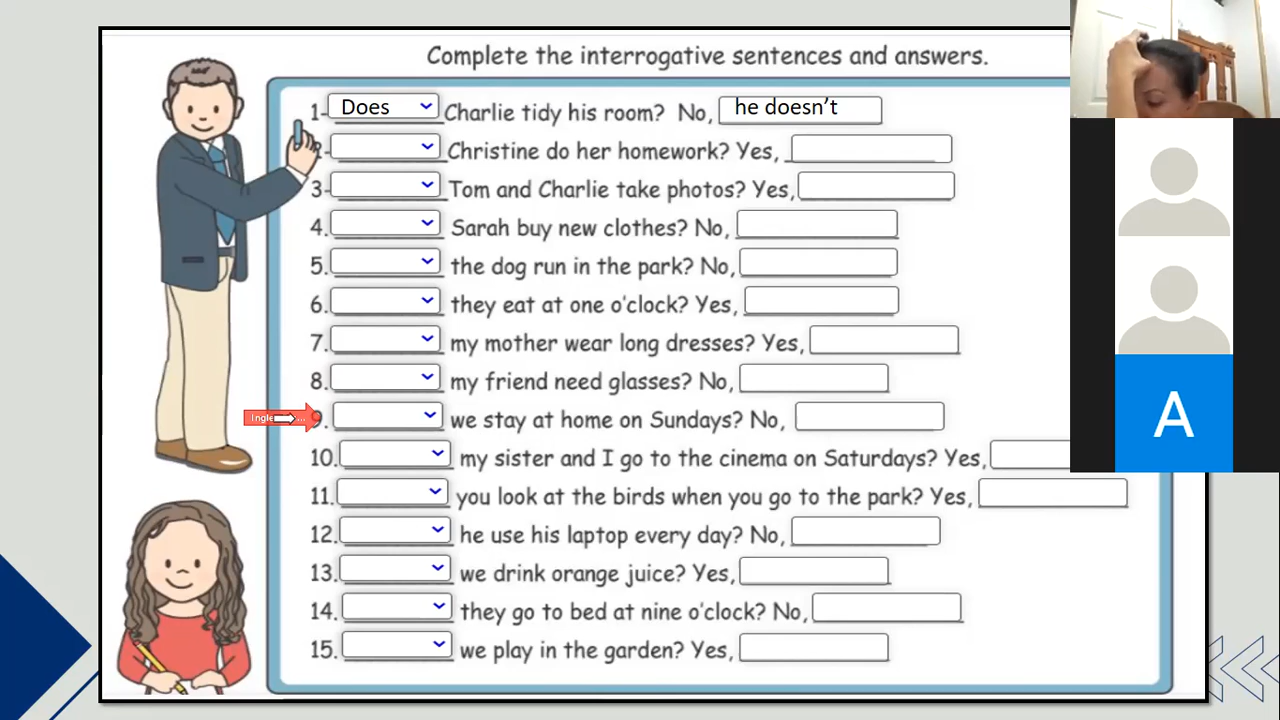 Complete the interrogative sentences and answers.
1- Does Charlie tidy his room? No, he doesn't
- Christine do her homework? Yes,
3- Tom and Charlie take photos? Yes,
4. Sarah buy new clothes? No,
5. the dog run in the park? No,
6. they eat at one o'clock? Yes,
7. my mother wear long dresses? Yes,
8. my friend need glasses? No,
9. we stay at home on Sundays? No,
10. my sister and I go to the cinema on Saturdays? Yes,
11. you look at the birds when you go to the park? Yes,
12. he use his laptop every day? No,
13. we drink orange juice? Yes,
14. they go to bed at nine o'clock? No,
15. we play in the garden? Yes,
A